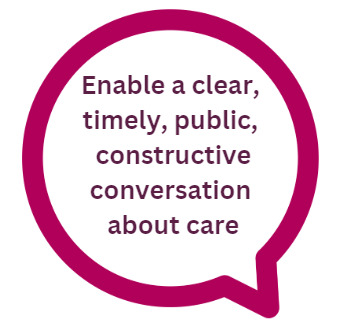 Enable a clear,
timely, public,
constructive
conversation
about care